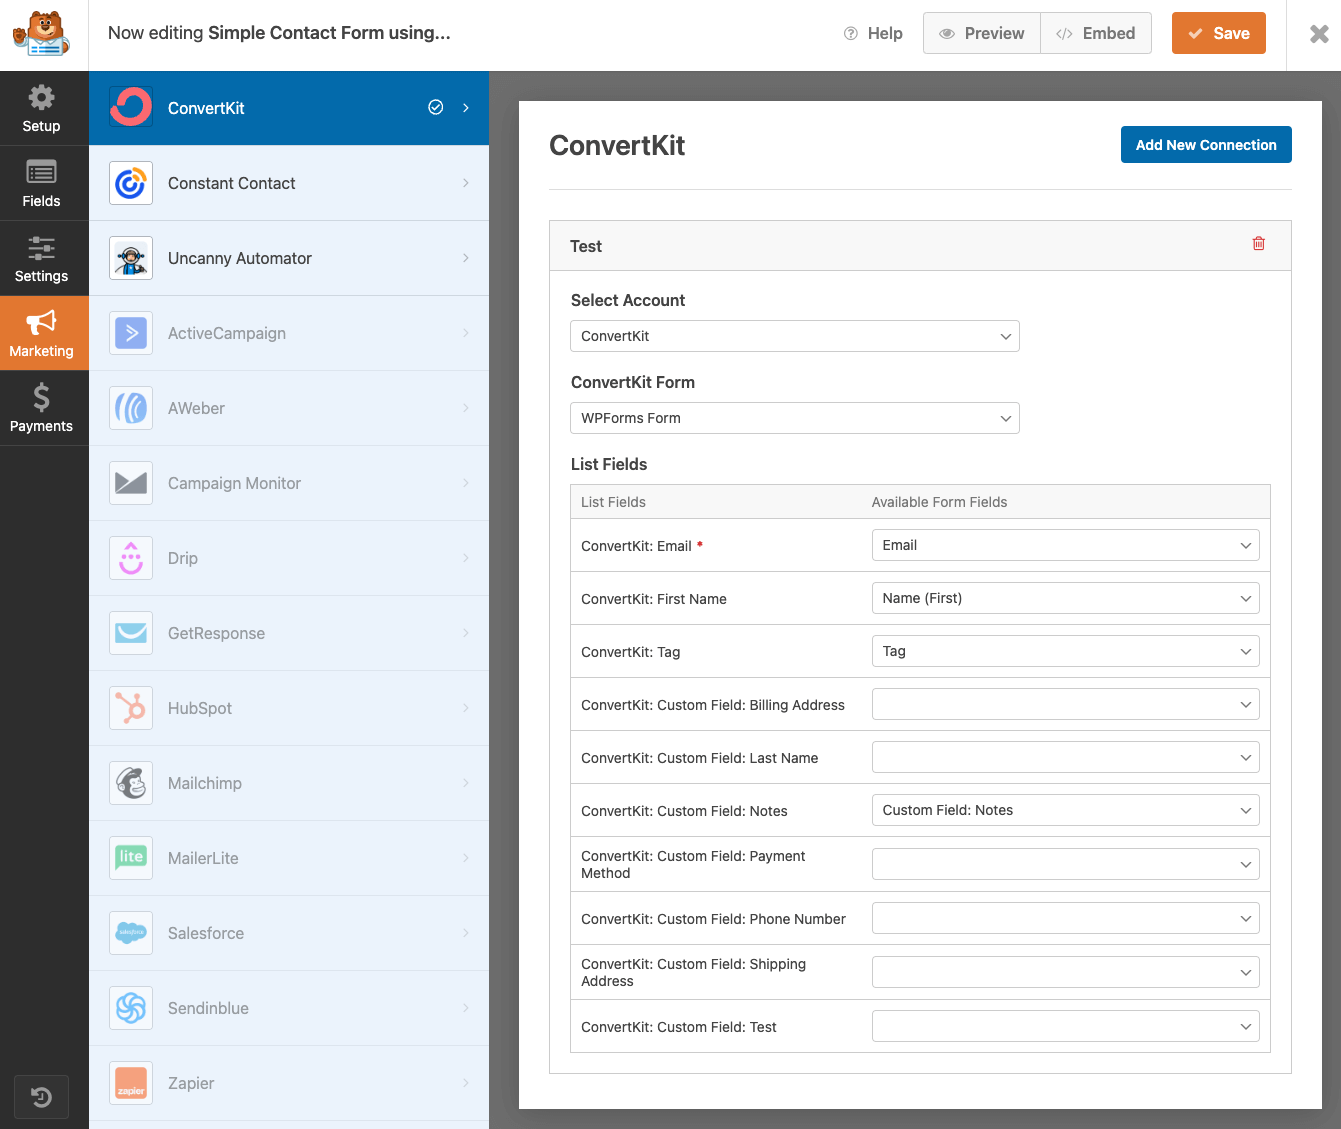 Now editing Simple Contact Form using...
Help
Preview
Embed
Save
Setup
Fields
Settings
Marketing
Payments
ConvertKit
Constant Contact
Uncanny Automator
ActiveCampaign
AWeber
Campaign Monitor
Drip
GetResponse
HubSpot
Mailchimp
lite
MailerLite
salesforce
Salesforce
Sendinblue
zapier
Zapier
ConvertKit
Add New Connection
Test
Select Account
ConvertKit
ConvertKit Form
WPForms Form
List Fields
List Fields Available Form Fields
ConvertKit: Email * Email
ConvertKit: First Name Name (First)
ConvertKit: Tag Tag
ConvertKit: Custom Field: Billing Address
ConvertKit: Custom Field: Last Name
ConvertKit: Custom Field: Notes Custom Field: Notes
ConvertKit: Custom Field: Payment
Method
ConvertKit: Custom Field: Phone Number
ConvertKit: Custom Field: Shipping
Address
ConvertKit: Custom Field: Test